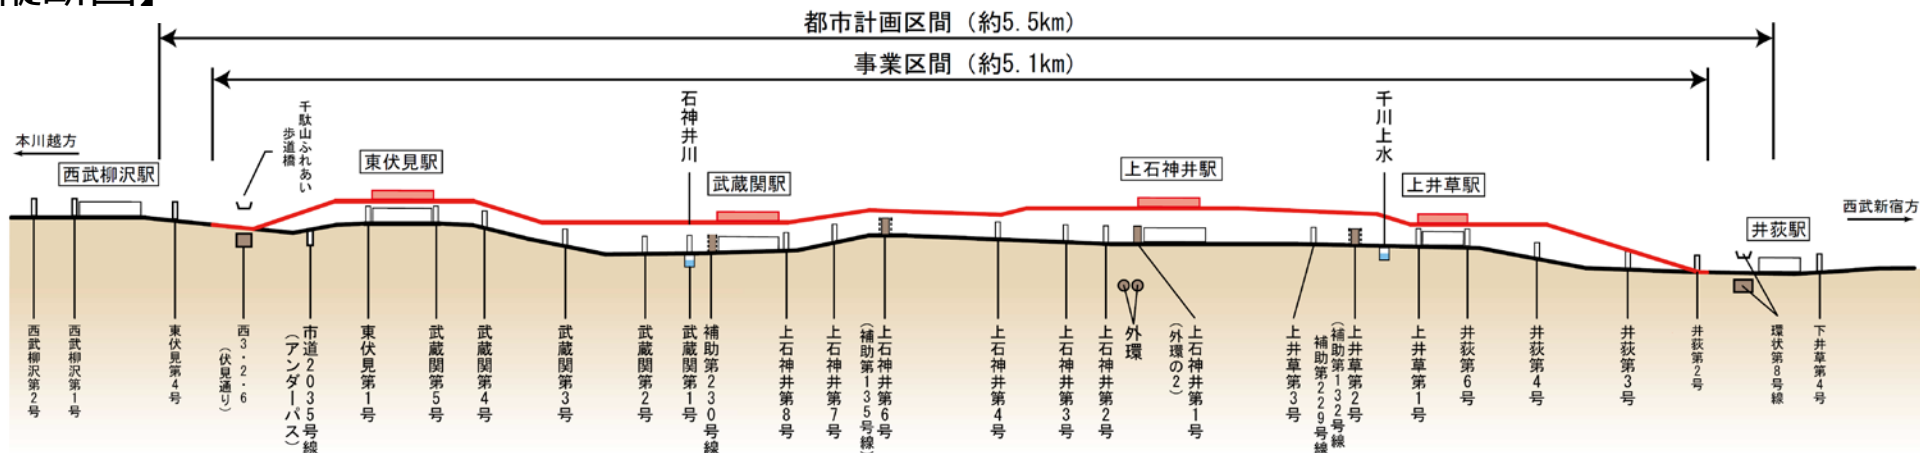 都市計画区間（約5.5km）
事業区間（約5.1km）
本川越方
西武柳沢駅
千駄山ふれあい
歩道橋
東伏見駅
石神井川
武蔵関駅
上石神井駅
千川上水
上井草駅
井荻駅
西武新宿方
西武柳沢第2号
西武柳沢第1号
東伏見第4号
西3・2・6
（伏見通り）
市道2035号線
（アンダーパス）
東伏見第1号
武蔵関第5号
武蔵関第4号
武蔵関第3号
武蔵関第2号
武蔵関第1号
補助第230号線
上石神井第8号
上石神井第7号
上石神井第6号
（補助第135号線
上石神井第4号
上石神井第3号
上石神井第2号
外環
上石神井第1号
（外環の2）
上井草第3号
上井草第2号
（補助第132号線
補助第229号線
上井草第1号
井荻第6号
井荻第4号
井荻第3号
井荻第2号
環状第8号線
下井草第4号